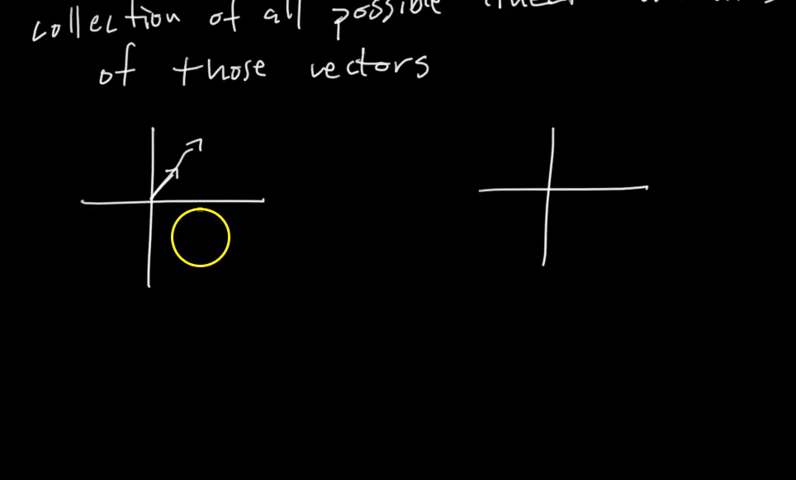 collection of all possible
of those vectors